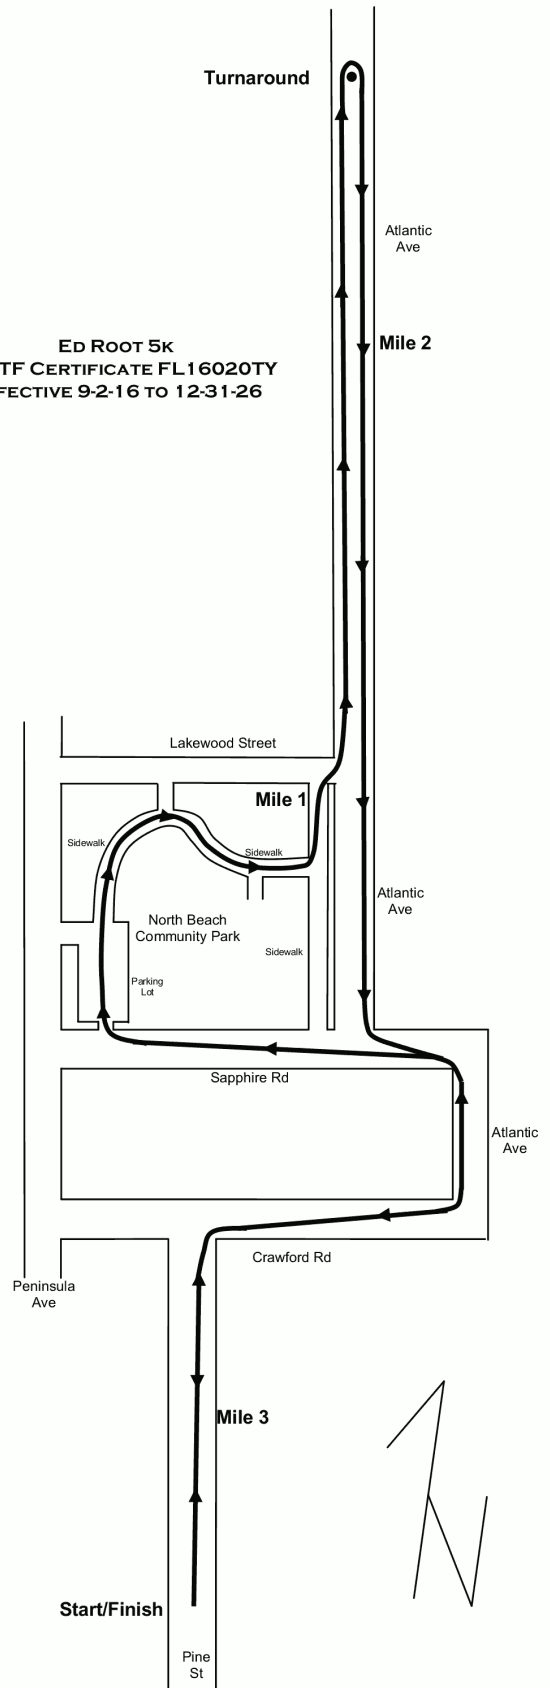 Turnaround
Atlantic
Ave
Ed Root 5k
TF Certificate FL16020TY
fective 9-2-16 to 12-31-26
Mile 2
Lakewood Street
Mile 1
Sidewalk
Sidewalk
North Beach
Community Park
Atlantic
Ave
Sidewalk
Parking
Lot
Sapphire Rd
Atlantic
Ave
Crawford Rd
Peninsula
Ave
Mile 3
Start/Finish
Pine
St
N